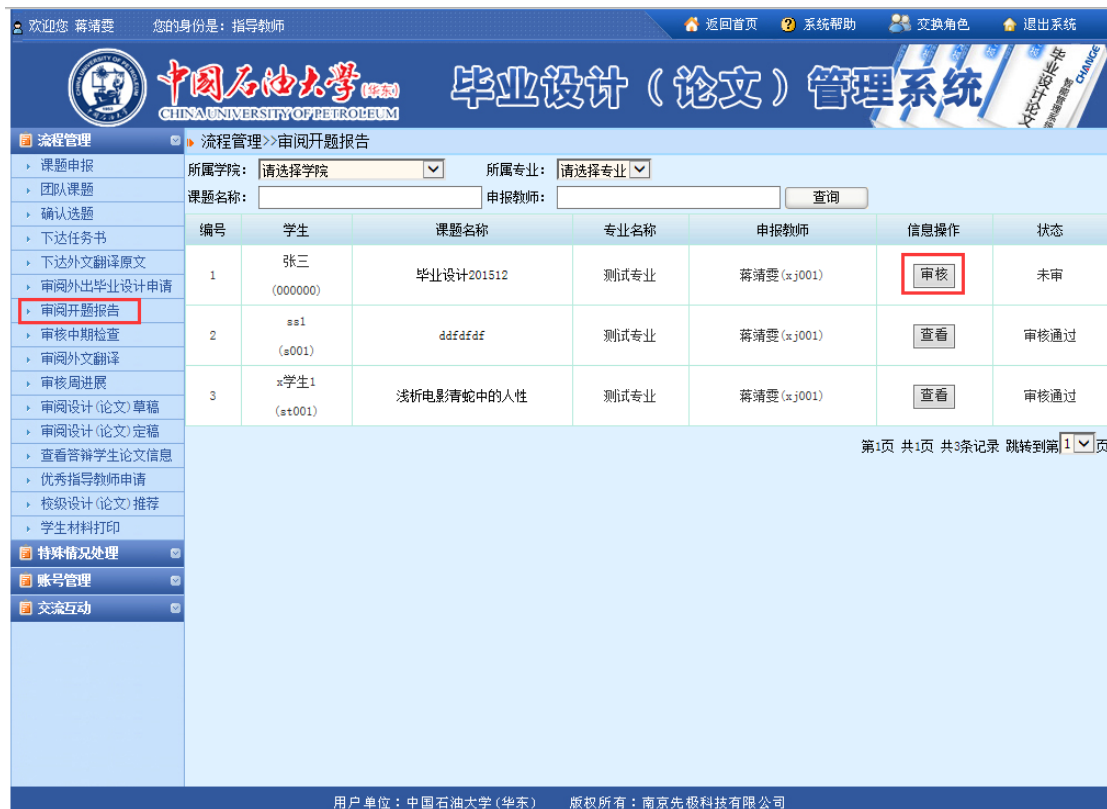 欢迎您 蒋靖雯 您的身份是：指导教师 返回首页 系统帮助 交换角色 退出系统
中国石油大学(华东) 毕业设计（论文）管理系统
CHINA UNIVERSITY OF PETROLEUM
毕业设计论文
智能管理系统
CHANGE
流程管理
课题申报
团队课题
确认选题
下达任务书
下达外文翻译原文
审阅外出毕业设计申请
审阅开题报告
审核中期检查
审阅外文翻译
审核周进展
审阅设计(论文)草稿
审阅设计(论文)定稿
查看答辩学生论文信息
优秀指导教师申请
校级设计(论文)推荐
学生材料打印
特殊情况处理
账号管理
交流互动
流程管理>>审阅开题报告
所属学院： 请选择学院 所属专业： 请选择专业
课题名称： 申报教师： 查询
编号 学生 课题名称 专业名称 申报教师 信息操作 状态
1 张三 (000000) 毕业设计201512 测试专业 蒋靖雯(xj001) 审核 未审
2 ss1 (s001) ddfdfdf 测试专业 蒋靖雯(xj001) 查看 审核通过
3 x学生1 (st001) 浅析电影青蛇中的人性 测试专业 蒋靖雯(xj001) 查看 审核通过
第1页 共1页 共3条记录 跳转到第 1 页
用户单位：中国石油大学(华东) 版权所有：南京先极科技有限公司